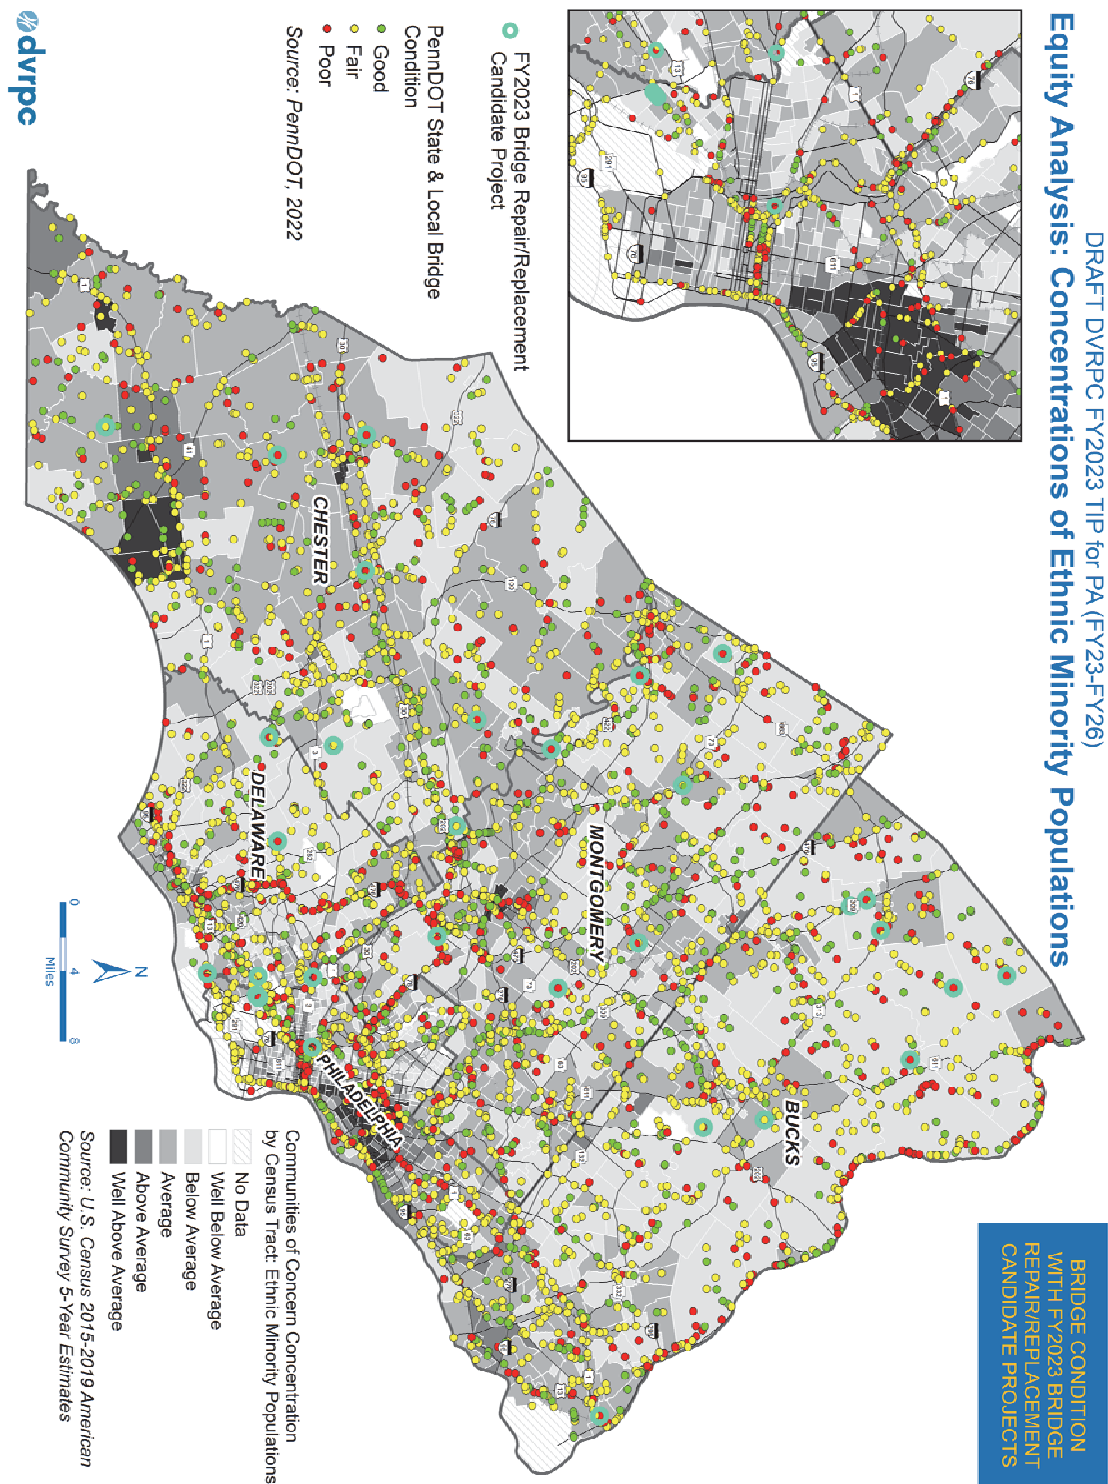 DRAFT DVRPC FY2023 TIP for PA (FY23-FY26)
Equity Analysis: Concentrations of Ethnic Minority Populations
BRIDGE CONDITION
WITH FY2023 BRIDGE
REPAIR/REPLACEMENT
CANDIDATE PROJECTS
FY2023 Bridge Repair/Replacement
Candidate Project
PennDOT State & Local Bridge
Condition
Good
Fair
Poor
Source: PennDOT, 2022
dvrpc
CHESTER
DELAWARE
MONTGOMERY
BUCKS
PHILADELPHIA
0
4
8
Miles
N
Communities of Concern Concentration
by Census Tract: Ethnic Minority Populations
No Data
Well Below Average
Below Average
Average
Above Average
Well Above Average
Source: U.S. Census 2015-2019 American
Community Survey 5-Year Estimates